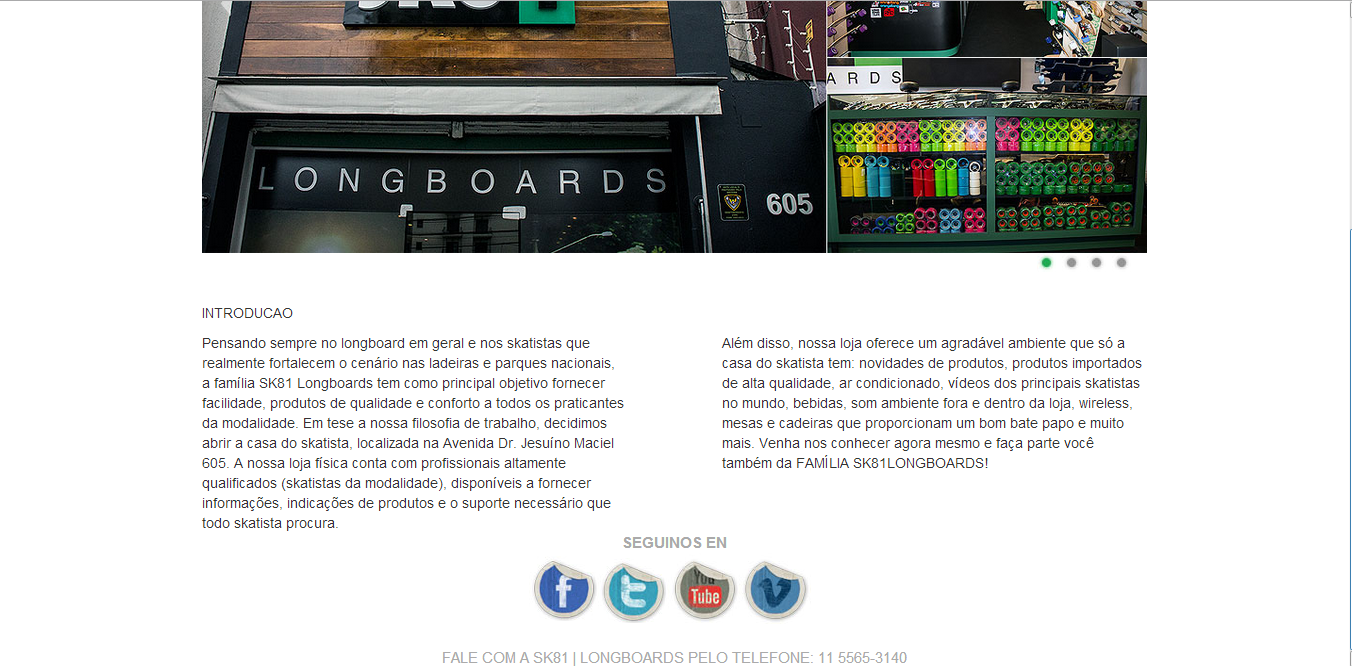 ARDS
LONGBOARDS
605
INTRODUCAO
Pensando sempre no longboard em geral e nos skatistas que
realmente fortalecem o cenário nas ladeiras e parques nacionais,
a família SK81 Longboards tem como principal objetivo fornecer
facilidade, produtos de qualidade e conforto a todos os praticantes
da modalidade. Em tese a nossa filosofia de trabalho, decidimos
abrir a casa do skatista, localizada na Avenida Dr. Jesuíno Maciel
605. A nossa loja física conta com profissionais altamente
qualificados (skatistas da modalidade), disponíveis a fornecer
informações, indicações de produtos e o suporte necessário que
todo skatista procura.
Além disso, nossa loja oferece um agradável ambiente que só a
casa do skatista tem: novidades de produtos, produtos importados
de alta qualidade, ar condicionado, vídeos dos principais skatistas
no mundo, bebidas, som ambiente fora e dentro da loja, wireless,
mesas e cadeiras que proporcionam um bom bate papo e muito
mais. Venha nos conhecer agora mesmo e faça parte você
também da FAMÍLIA SK81LONGBOARDS!
SEGUINOS EN
f
t
You
Tube
V
FALE COM A SK81 | LONGBOARDS PELO TELEFONE: 11 5565-3140